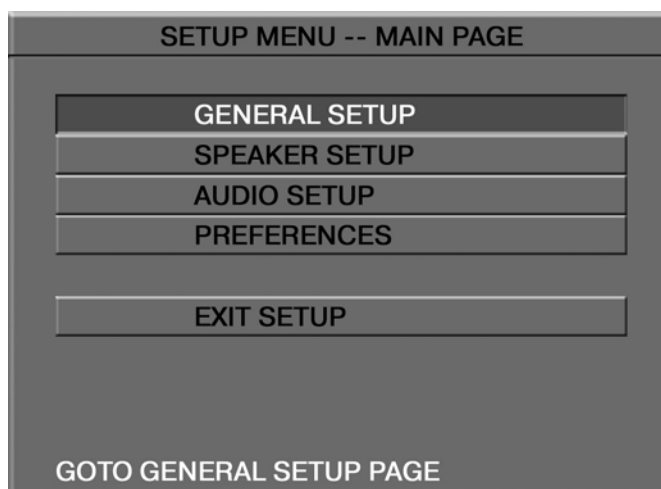 SETUP MENU -- MAIN PAGE
GENERAL SETUP
SPEAKER SETUP
AUDIO SETUP
PREFERENCES
EXIT SETUP
GOTO GENERAL SETUP PAGE